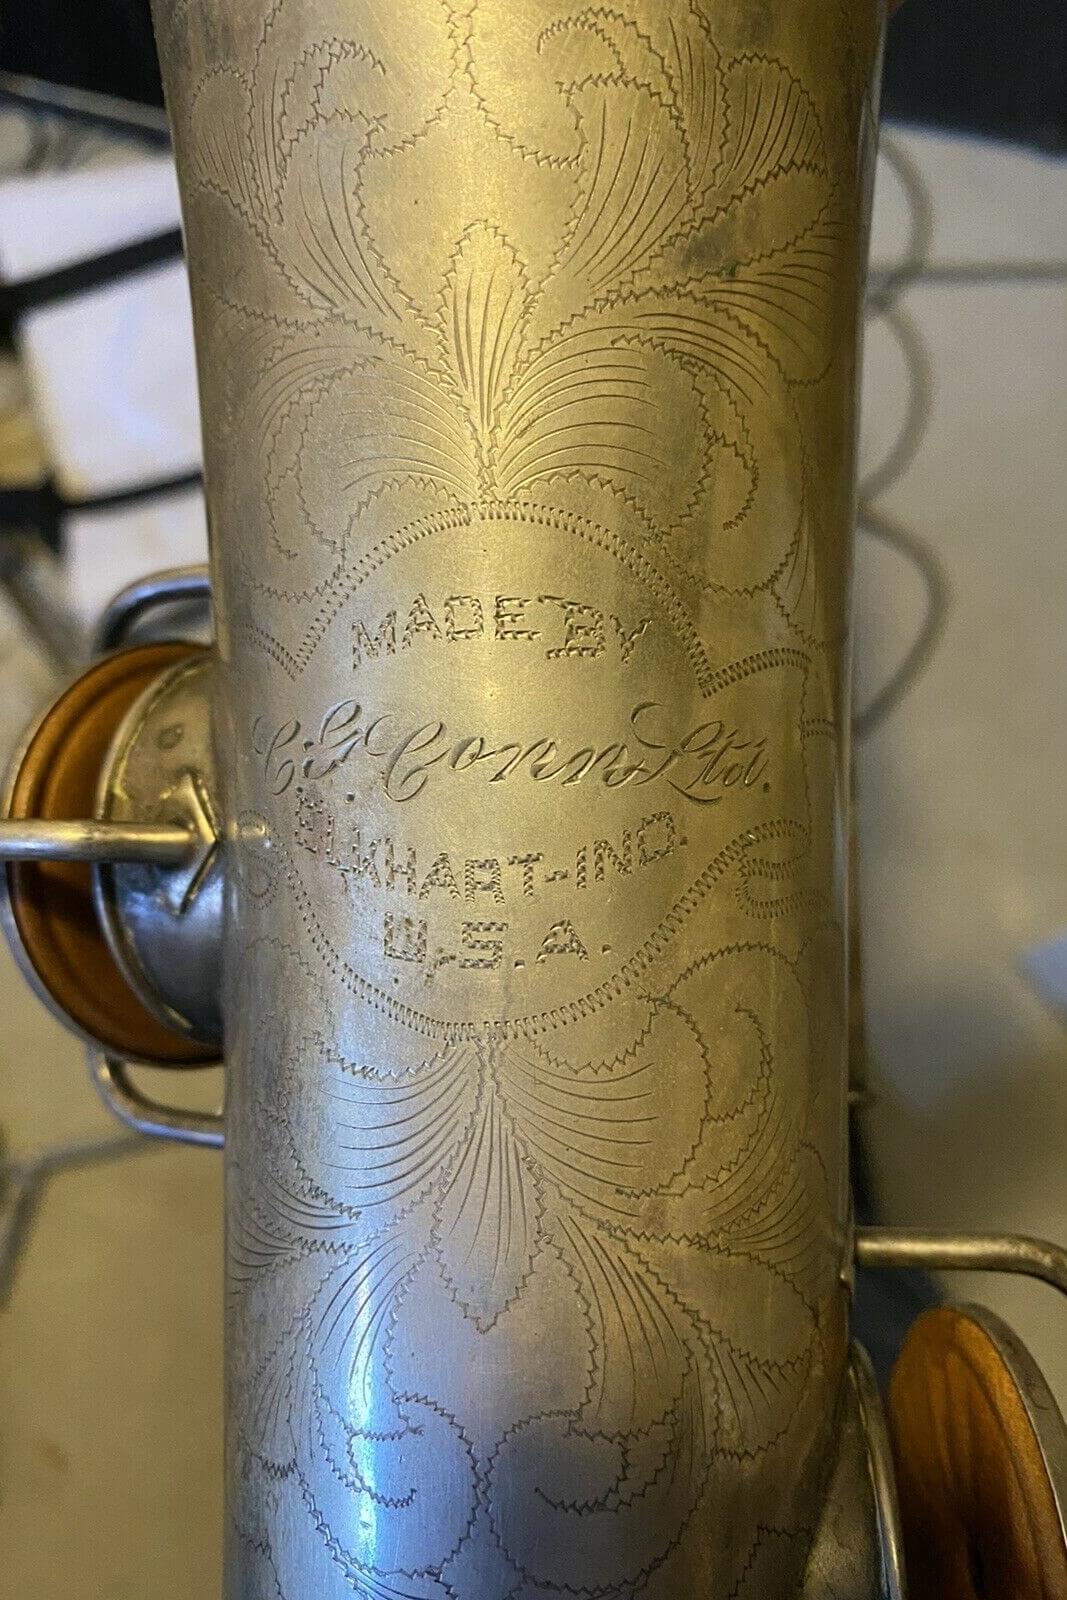 MADE BY
C.G. Conn Ltd.
ELKHART-IND.
U.S.A.